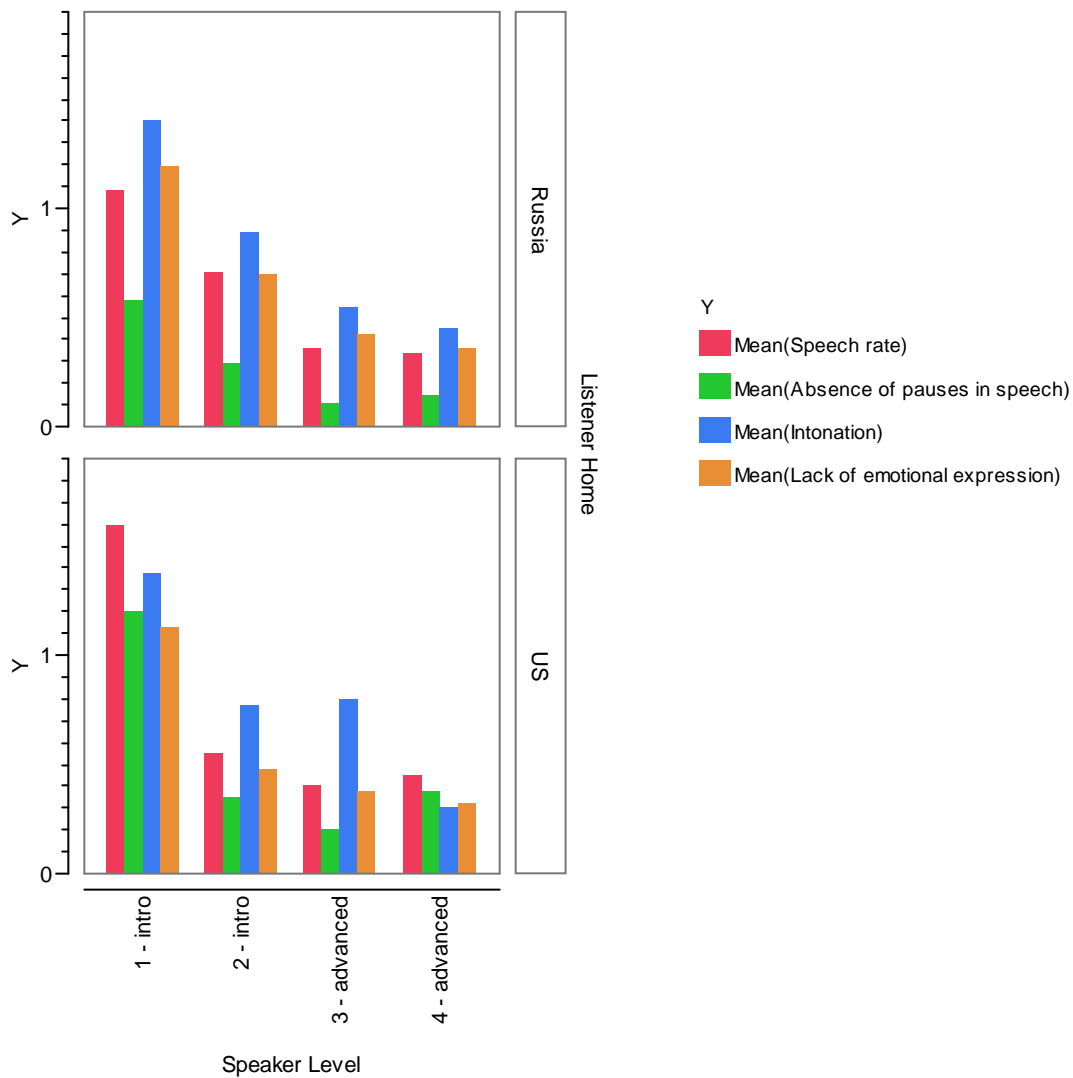 Y
1
0
Russia
Y
1
0
US
Listener Home
1 - intro
2 - intro
3 - advanced
4 - advanced
Speaker Level
Y
Mean(Speech rate)
Mean(Absence of pauses in speech)
Mean(Intonation)
Mean(Lack of emotional expression)